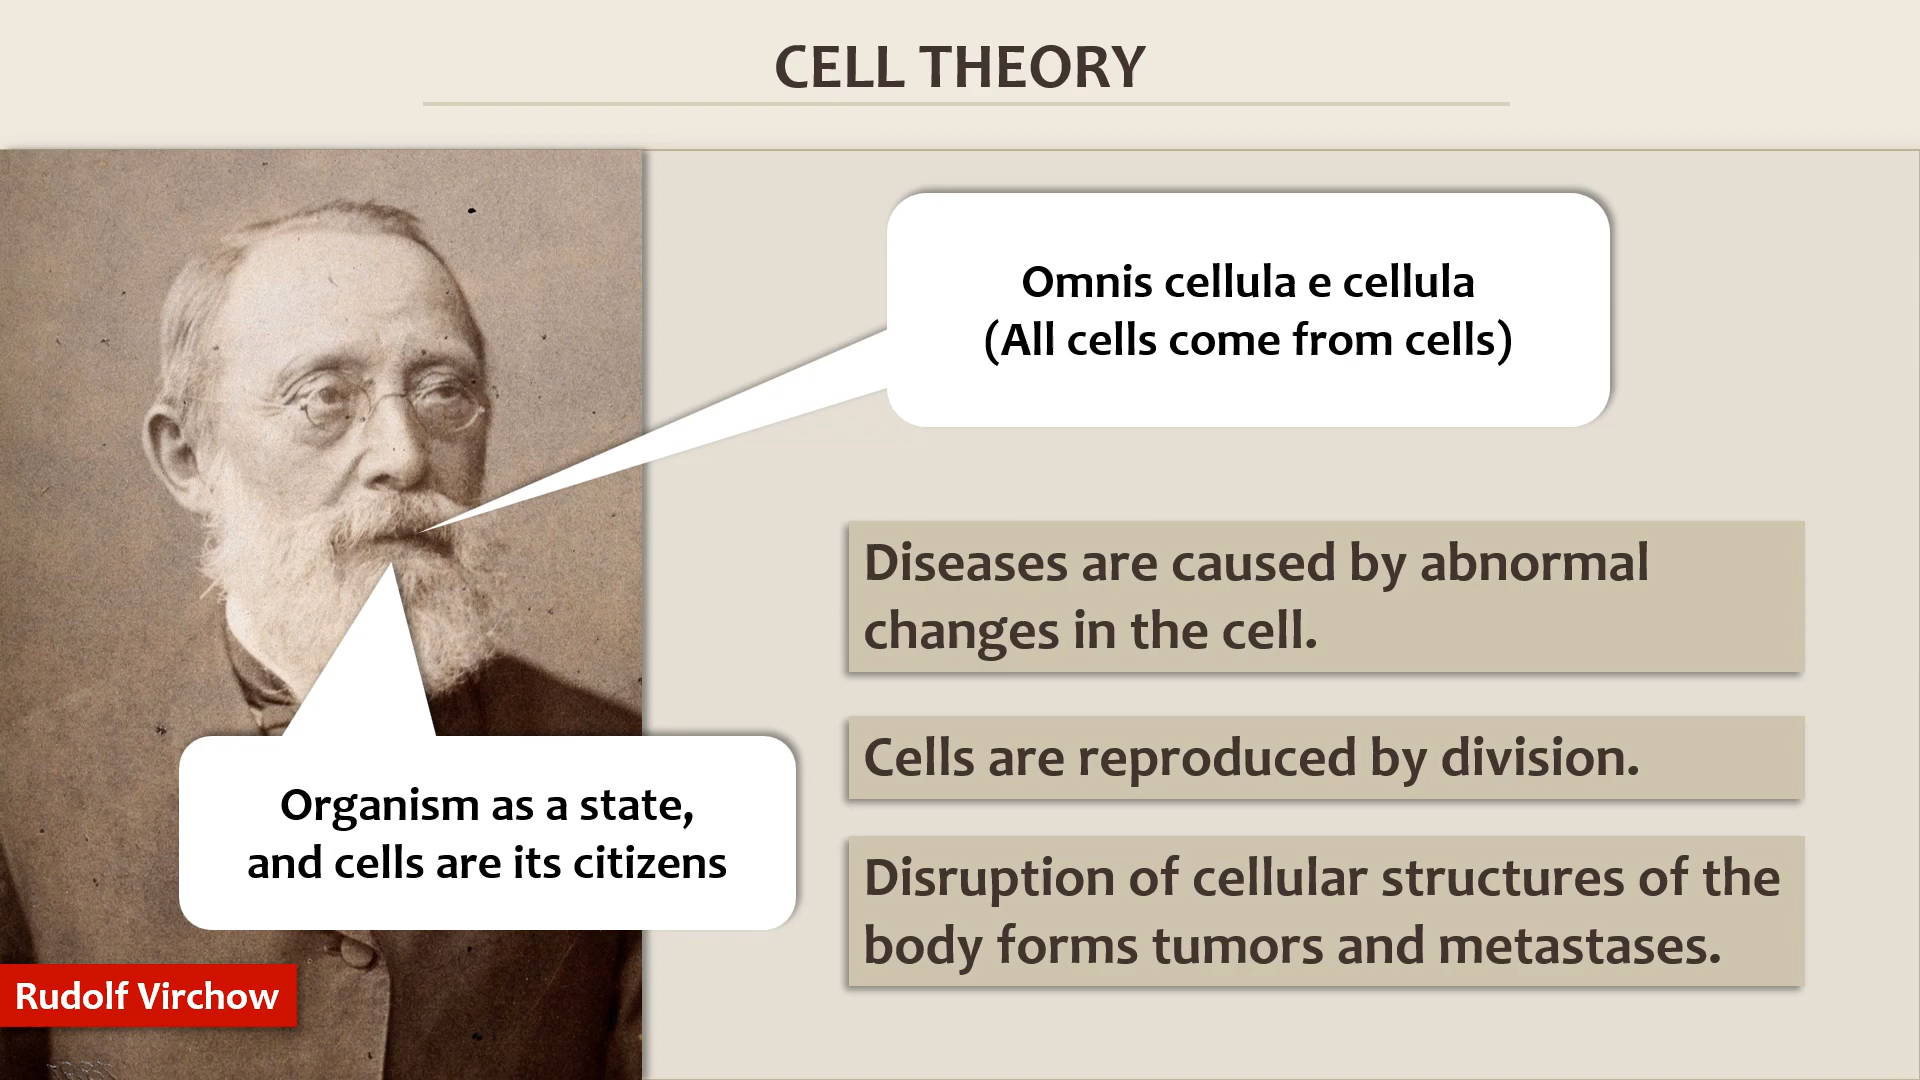 CELL THEORY
Omnis cellula e cellula
(All cells come from cells)
Diseases are caused by abnormal
changes in the cell.
Cells are reproduced by division.
Disruption of cellular structures of the
body forms tumors and metastases.
Organism as a state,
and cells are its citizens
Rudolf Virchow